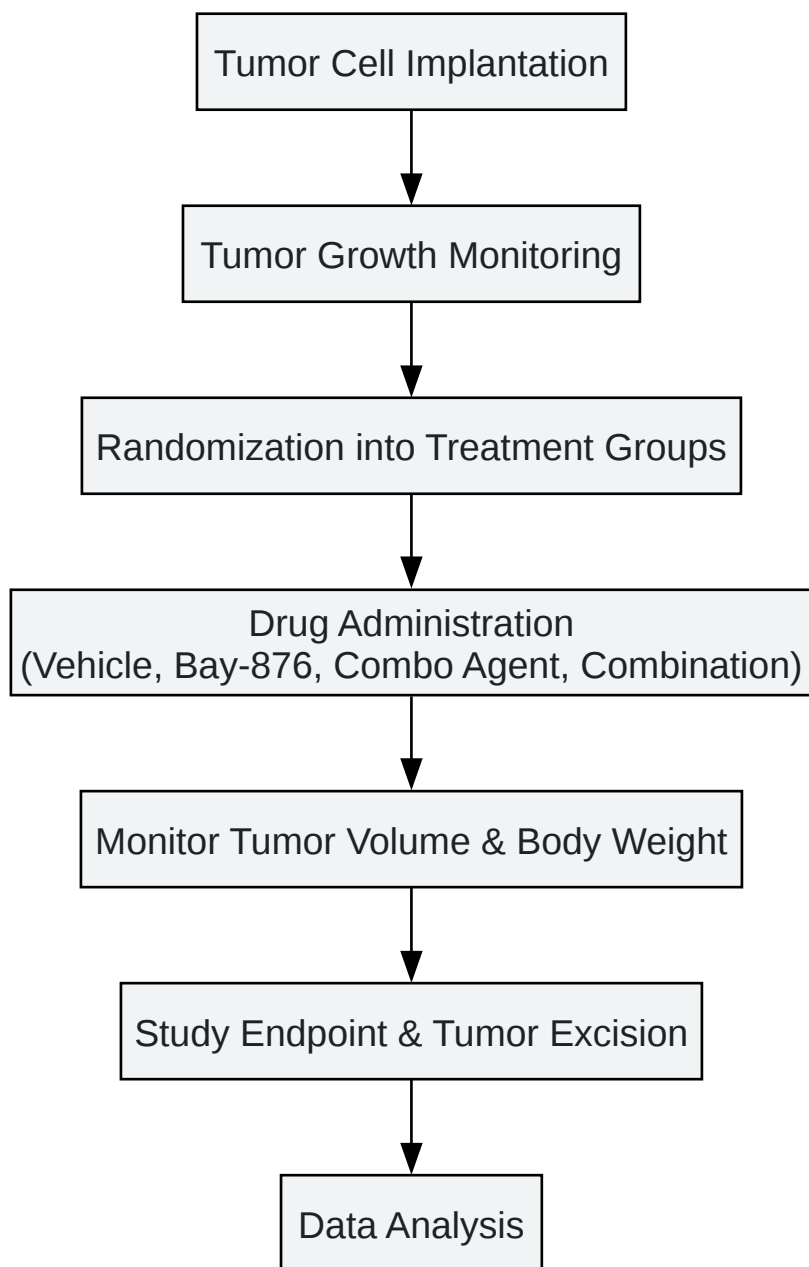 Tumor Cell Implantation
Tumor Growth Monitoring
Randomization into Treatment Groups
Drug Administration
(Vehicle, Bay-876, Combo Agent, Combination)
Monitor Tumor Volume & Body Weight
Study Endpoint & Tumor Excision
Data Analysis